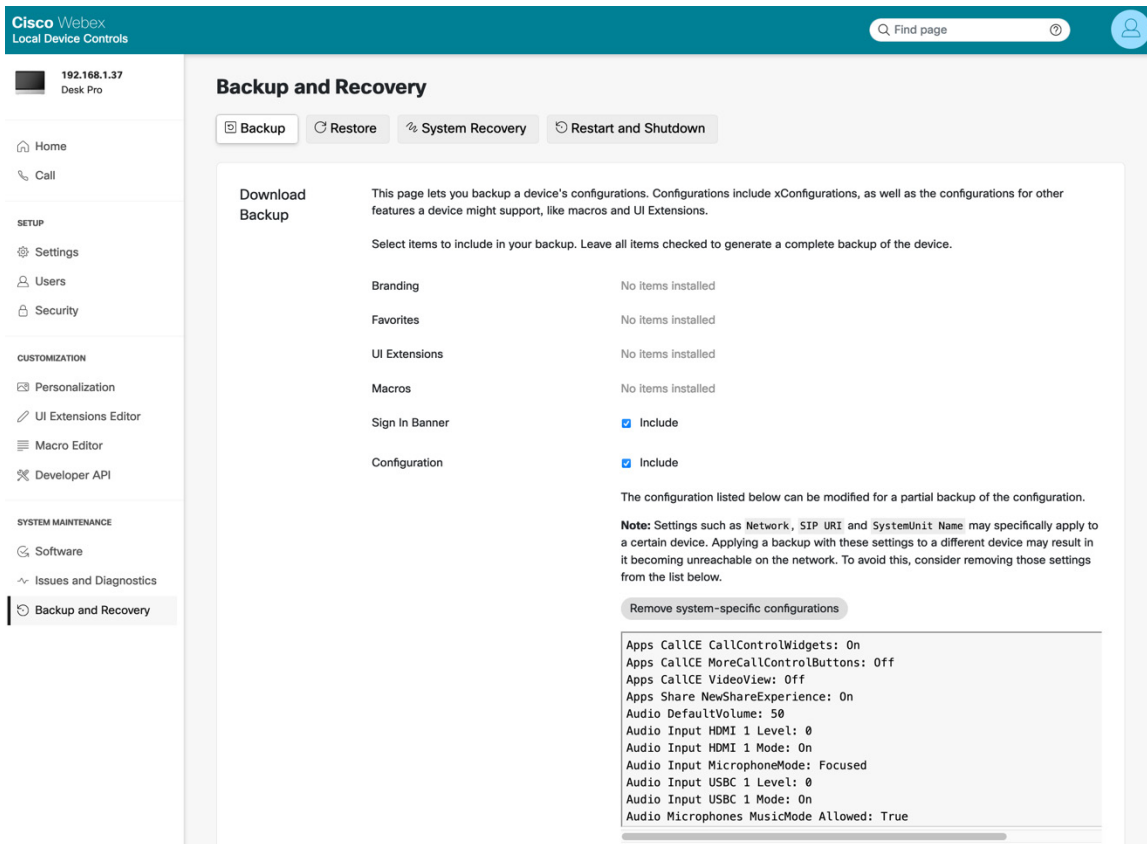 Cisco Webex
Local Device Controls
Find page
192.168.1.37
Desk Pro
Home
Call
SETUP
Settings
Users
Security
CUSTOMIZATION
Personalization
UI Extensions Editor
Macro Editor
Developer API
SYSTEM MAINTENANCE
Software
Issues and Diagnostics
Backup and Recovery
Backup and Recovery
Backup
Restore
System Recovery
Restart and Shutdown
Download
Backup
This page lets you backup a device's configurations. Configurations include xConfigurations, as well as the configurations for other
features a device might support, like macros and UI Extensions.
Select items to include in your backup. Leave all items checked to generate a complete backup of the device.
Branding No items installed
Favorites No items installed
UI Extensions No items installed
Macros No items installed
Sign In Banner Include
Configuration Include
The configuration listed below can be modified for a partial backup of the configuration.
Note: Settings such as Network, SIP URI and SystemUnit Name may specifically apply to
a certain device. Applying a backup with these settings to a different device may result in
it becoming unreachable on the network. To avoid this, consider removing those settings
from the list below.
Remove system-specific configurations
Apps CallCE CallControlWidgets: On
Apps CallCE MoreCallControlButtons: Off
Apps CallCE VideoView: Off
Apps Share NewShareExperience: On
Audio DefaultVolume: 50
Audio Input HDMI 1 Level: 0
Audio Input HDMI 1 Mode: On
Audio Input MicrophoneMode: Focused
Audio Input USBC 1 Level: 0
Audio Input USBC 1 Mode: On
Audio Microphones MusicMode Allowed: True